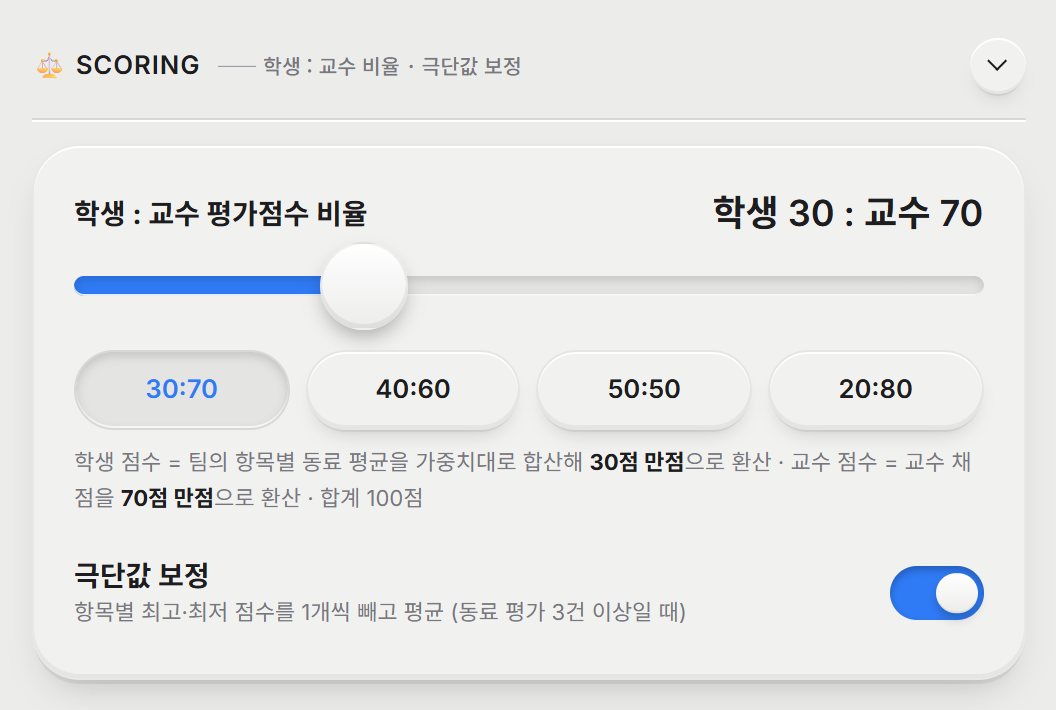 SCORING — 학생 : 교수 비율 · 극단값 보정
학생 : 교수 평가점수 비율
학생 30 : 교수 70
30:70
40:60
50:50
20:80
학생 점수 = 팀의 항목별 동료 평균을 가중치대로 합산해 30점 만점으로 환산 · 교수 점수 = 교수 채
점을 70점 만점으로 환산 · 합계 100점
극단값 보정
항목별 최고·최저 점수를 1개씩 빼고 평균 (동료 평가 3건 이상일 때)